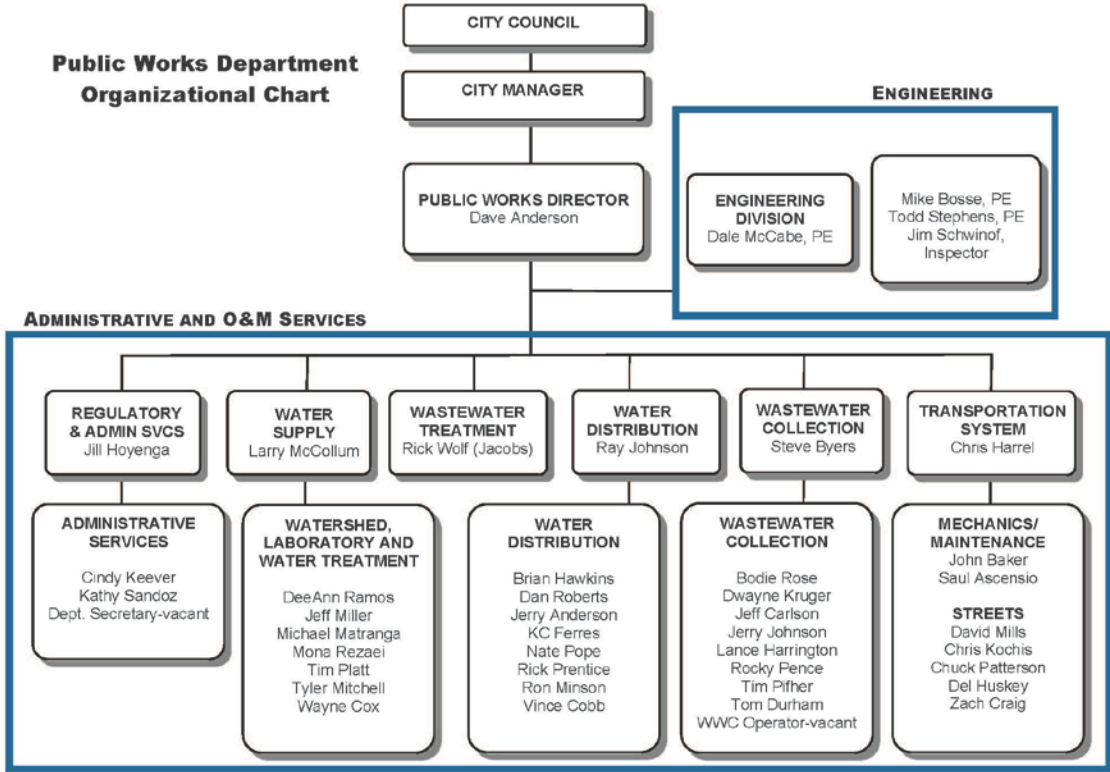 CITY COUNCIL
Public Works Department
Organizational Chart
CITY MANAGER
ENGINEERING
PUBLIC WORKS DIRECTOR
Dave Anderson
ENGINEERING
DIVISION
Dale McCabe, PE
Mike Bosse, PE
Todd Stephens, PE
Jim Schwinof,
Inspector
ADMINISTRATIVE AND O&M SERVICES
REGULATORY
& ADMIN SVCS
Jill Hoyenga
WATER
SUPPLY
Larry McCollum
WASTEWATER
TREATMENT
Rick Wolf (Jacobs)
WATER
DISTRIBUTION
Ray Johnson
WASTEWATER
COLLECTION
Steve Byers
TRANSPORTATION
SYSTEM
Chris Harrel
ADMINISTRATIVE
SERVICES
Cindy Keever
Kathy Sandoz
Dept. Secretary-vacant
WATERSHED,
LABORATORY AND
WATER TREATMENT
DeeAnn Ramos
Jeff Miller
Michael Matranga
Mona Rezaei
Tim Platt
Tyler Mitchell
Wayne Cox
WATER
DISTRIBUTION
Brian Hawkins
Dan Roberts
Jerry Anderson
KC Ferres
Nate Pope
Rick Prentice
Ron Minson
Vince Cobb
WASTEWATER
COLLECTION
Bodie Rose
Dwayne Kruger
Jeff Carlson
Jerry Johnson
Lance Harrington
Rocky Pence
Tim Pifher
Tom Durham
WWC Operator-vacant
MECHANICS/
MAINTENANCE
John Baker
Saul Ascensio
STREETS
David Mills
Chris Kochis
Chuck Patterson
Del Huskey
Zach Craig